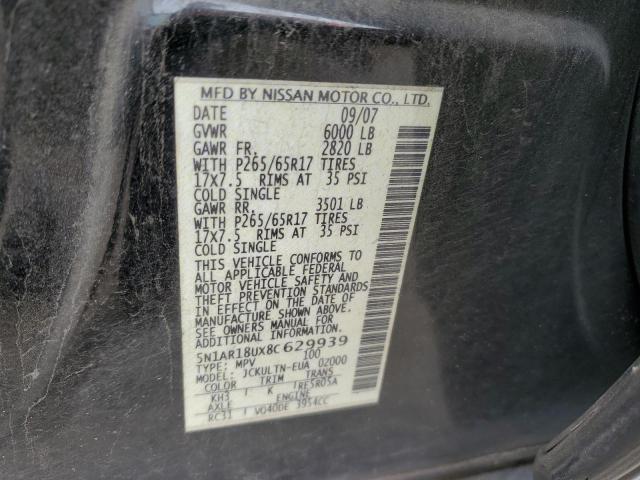 MFD BY NISSAN MOTOR CO., LTD.
DATE 09/07
GVWR 6000 LB
GAWR FR. 2820 LB
WITH P265/65R17 TIRES
17X7.5 RIMS AT 35 PSI
COLD SINGLE
GAWR RR. 3501 LB
WITH P265/65R17 TIRES
17X7.5 RIMS AT 35 PSI
COLD SINGLE
THIS VEHICLE CONFORMS TO
ALL APPLICABLE FEDERAL
MOTOR VEHICLE SAFETY AND
THEFT PREVENTION STANDARDS
IN EFFECT ON THE DATE OF
MANUFACTURE SHOWN ABOVE.
SEE OWNERS MANUAL FOR
ADDITIONAL INFORMATION.
5N1AR18UX8C629939
TYPE: MPV 100
MODEL: JCKULTN-EUA 02000
COLOR TRIM TRANS
KH3 K TRE5R05A
AXLE ENGINE
RC33 VQ40DE 3954CC